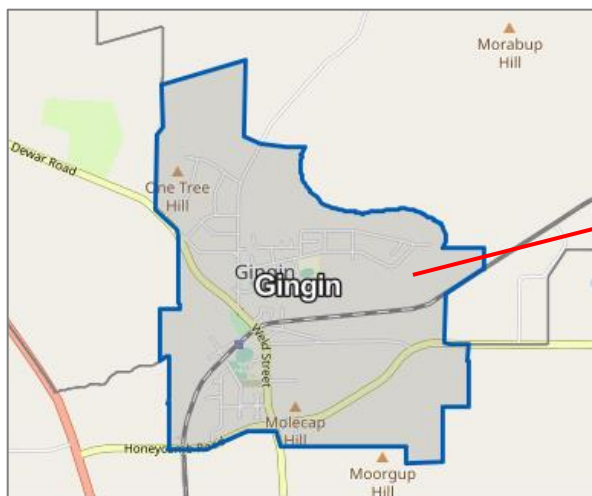 Morabup
Hill
Dewar Road
One Tree
Hill
Gingin
Gingin
Weld Street
Molecap
Hill
Honeycomb Road
Moorgup
Hill